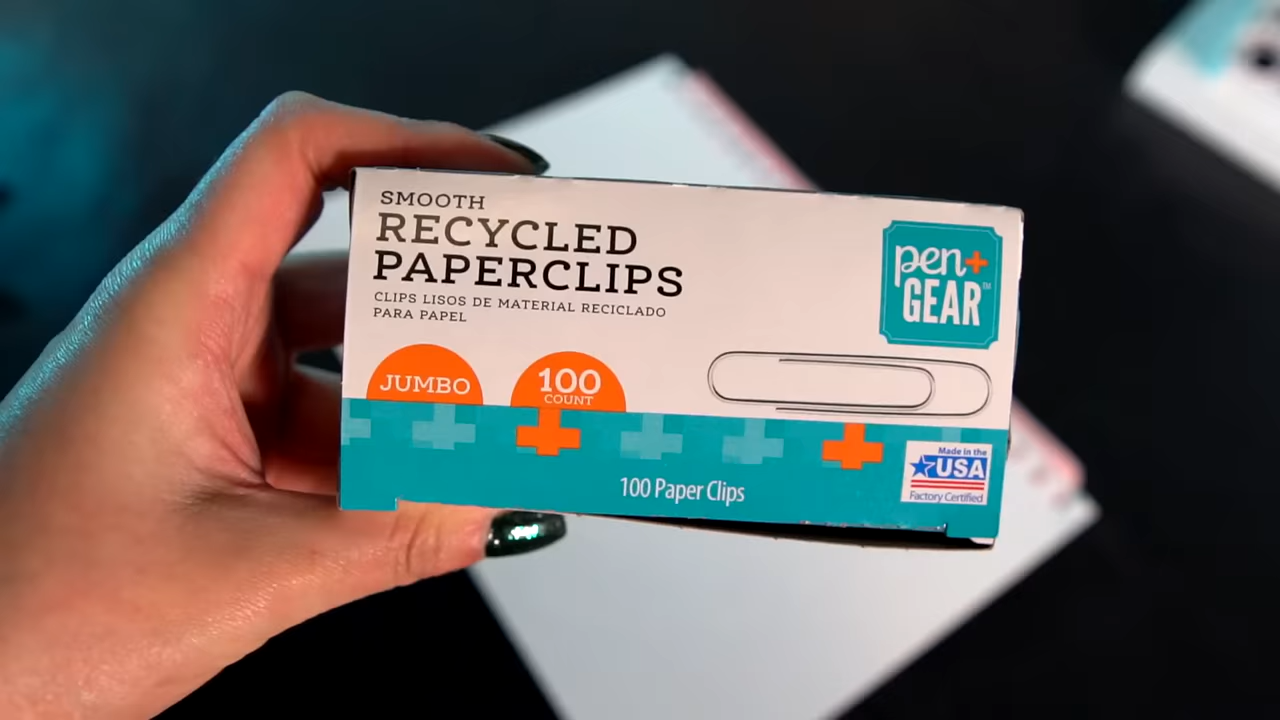 SMOOTH
RECYCLED
PAPERCLIPS
CLIPS LISOS DE MATERIAL RECICLADO
PARA PAPEL
pen+
GEAR™
JUMBO
100
COUNT
100 Paper Clips
Made in the
USA
Factory Certified